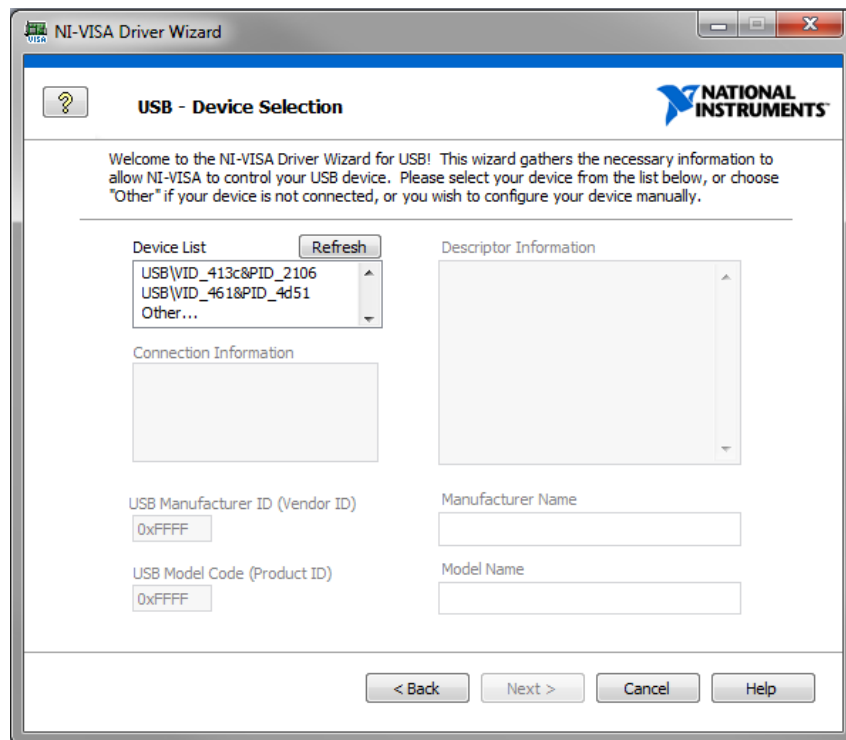 NI-VISA Driver Wizard
USB - Device Selection
NATIONAL
INSTRUMENTS™
Welcome to the NI-VISA Driver Wizard for USB! This wizard gathers the necessary information to
allow NI-VISA to control your USB device. Please select your device from the list below, or choose
"Other" if your device is not connected, or you wish to configure your device manually.
Device List
Refresh
USB\VID_413c&PID_2106
USB\VID_461&PID_4d51
Other...
Connection Information
USB Manufacturer ID (Vendor ID)
0xFFFF
USB Model Code (Product ID)
0xFFFF
Descriptor Information
Manufacturer Name
Model Name
< Back
Next >
Cancel
Help